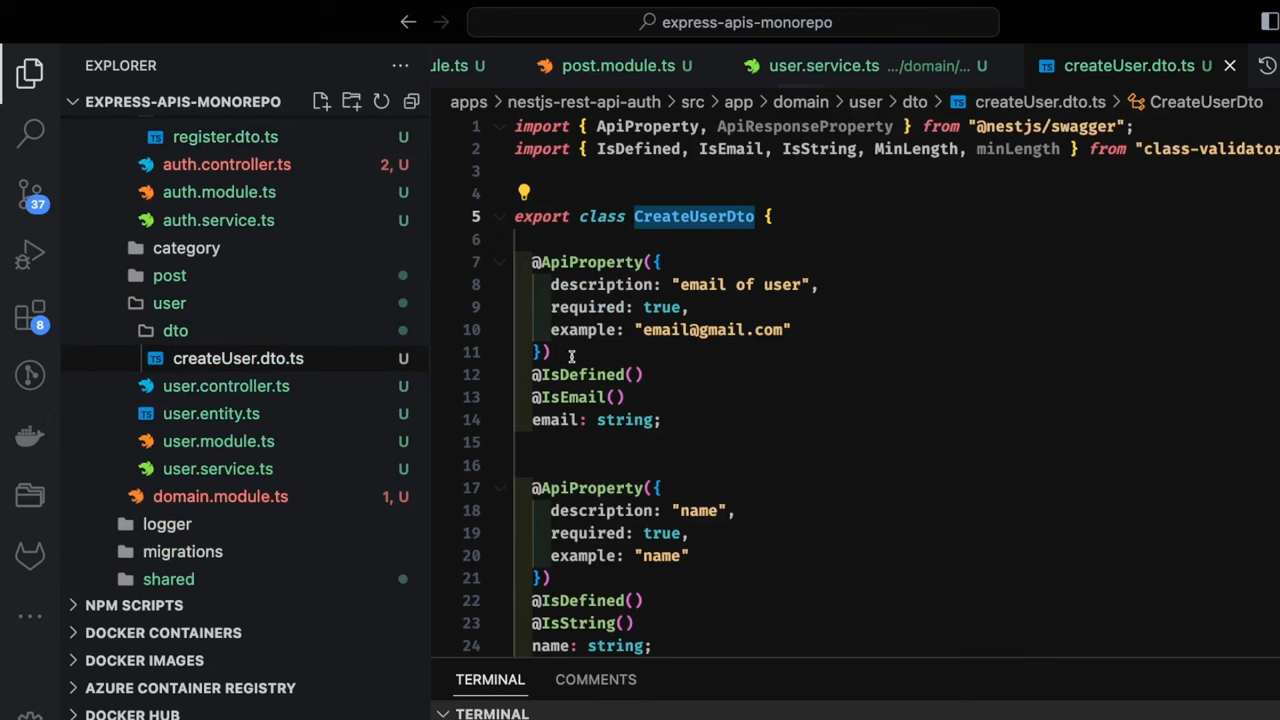 express-apis-monorepo
EXPLORER
EXPRESS-APIS-MONOREPO
register.dto.ts U
auth.controller.ts 2, U
auth.module.ts U
auth.service.ts U
category
post
user
dto
createUser.dto.ts U
user.controller.ts U
user.entity.ts U
user.module.ts U
user.service.ts U
domain.module.ts 1, U
logger
migrations
shared
NPM SCRIPTS
DOCKER CONTAINERS
DOCKER IMAGES
AZURE CONTAINER REGISTRY
DOCKER HUB
37
8
ule.ts U post.module.ts U user.service.ts .../domain/... U TS createUser.dto.ts U
apps > nestjs-rest-api-auth > src > app > domain > user > dto > TS createUser.dto.ts > CreateUserDto
1 import { ApiProperty, ApiResponseProperty } from "@nestjs/swagger";
2 import { IsDefined, IsEmail, IsString, MinLength, minLength } from "class-validator
3
4
5 export class CreateUserDto {
6
7 @ApiProperty({
8 description: "email of user",
9 required: true,
10 example: "email@gmail.com"
11 })
12 @IsDefined()
13 @IsEmail()
14 email: string;
15
16
17 @ApiProperty({
18 description: "name",
19 required: true,
20 example: "name"
21 })
22 @IsDefined()
23 @IsString()
24 name: string;
TERMINAL COMMENTS
TERMINAL